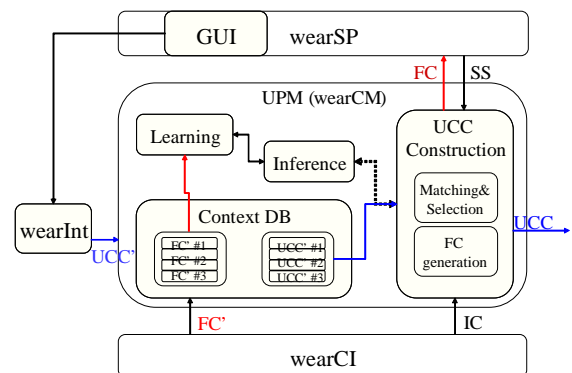 GUI
wearSP
FC
SS
UPM (wearCM)
Learning
Inference
UCC
Construction
Matching&
Selection
FC
generation
UCC
wearInt
UCC'
Context DB
FC' #1
FC' #2
FC' #3
UCC' #1
UCC' #2
UCC' #3
FC'
IC
wearCI